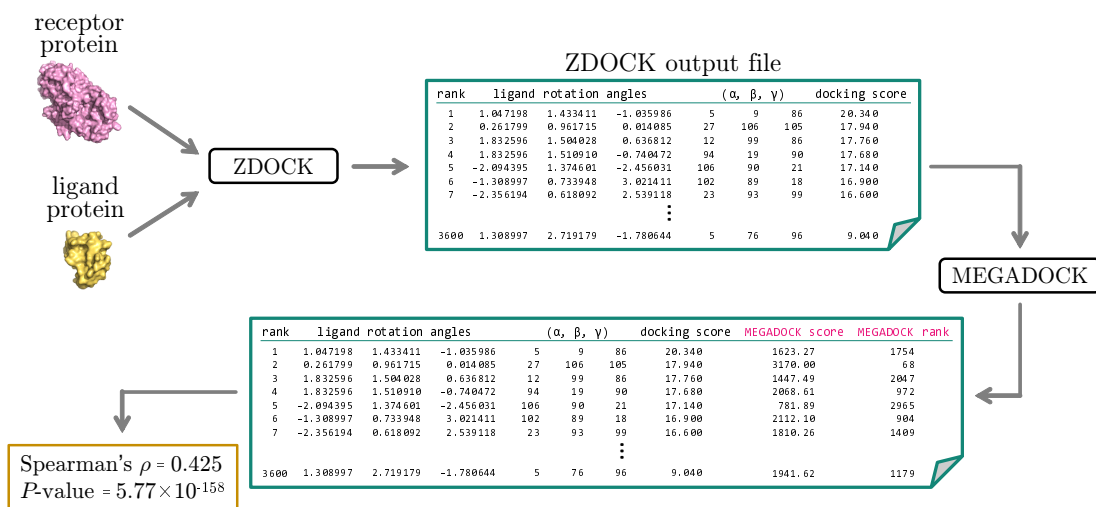 receptor
protein
ligand
protein
ZDOCK
ZDOCK output file
rank ligand rotation angles (α, β, γ) docking score
1 1.047198 1.433411 −1.035986 5 9 86 20.340
2 0.261799 0.961715 0.014085 27 106 105 17.940
3 1.832596 1.504028 0.636812 12 99 86 17.760
4 1.832596 1.510910 −0.740472 94 19 90 17.680
5 −2.094395 1.374601 −2.456031 106 90 21 17.140
6 −1.308997 0.733948 3.021411 102 89 18 16.900
7 −2.356194 0.618092 2.539118 23 93 99 16.600
⋮
3600 1.308997 2.719179 −1.780644 5 76 96 9.040
MEGADOCK
rank ligand rotation angles (α, β, γ) docking score MEGADOCK score MEGADOCK rank
1 1.047198 1.433411 −1.035986 5 9 86 20.340 1623.27 1754
2 0.261799 0.961715 0.014085 27 106 105 17.940 3170.00 68
3 1.832596 1.504028 0.636812 12 99 86 17.760 1447.49 2047
4 1.832596 1.510910 −0.740472 94 19 90 17.680 2068.61 972
5 −2.094395 1.374601 −2.456031 106 90 21 17.140 781.89 2965
6 −1.308997 0.733948 3.021411 102 89 18 16.900 2112.10 904
7 −2.356194 0.618092 2.539118 23 93 99 16.600 1810.26 1409
⋮
3600 1.308997 2.719179 −1.780644 5 76 96 9.040 1941.62 1179
Spearman's ρ = 0.425
P-value = 5.77×10⁻¹⁵⁸